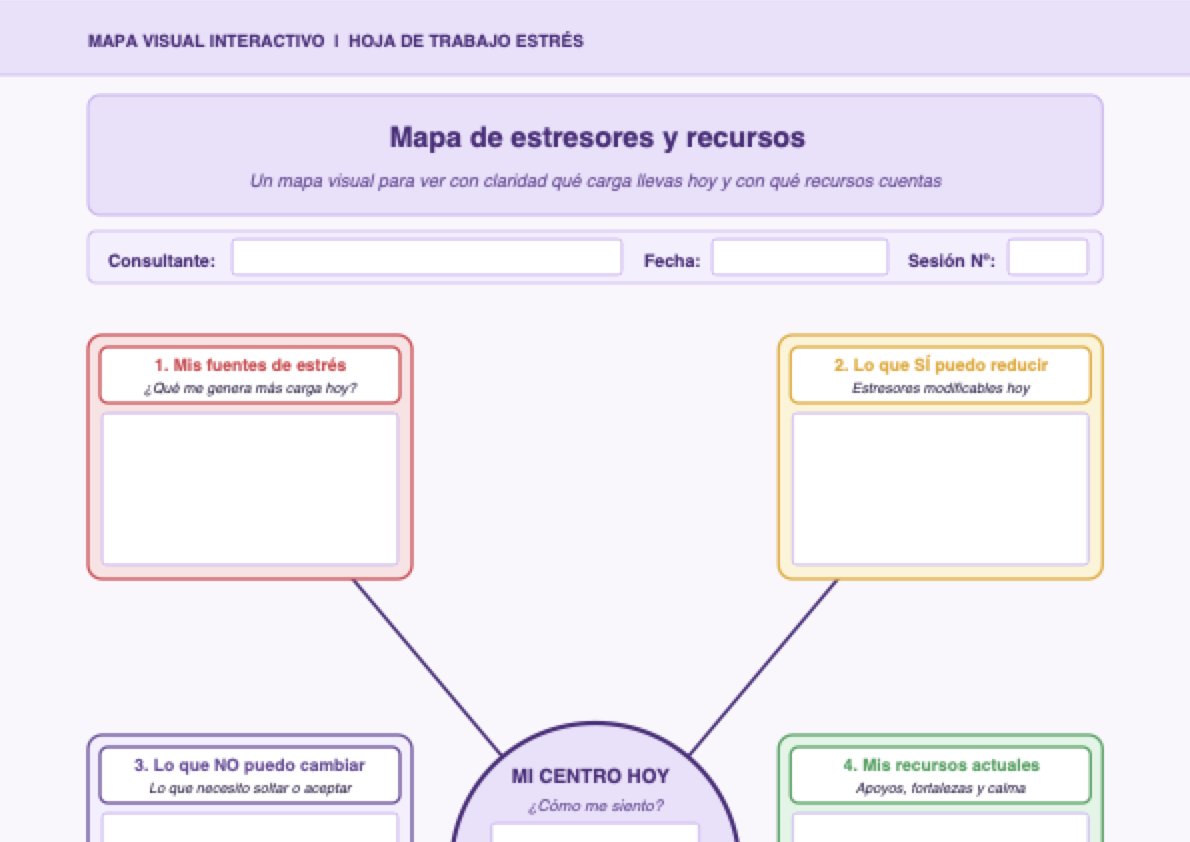 MAPA VISUAL INTERACTIVO | HOJA DE TRABAJO ESTRÉS
Mapa de estresores y recursos
Un mapa visual para ver con claridad qué carga llevas hoy y con qué recursos cuentas
Consultante: Fecha: Sesión Nº:
1. Mis fuentes de estrés
¿Qué me genera más carga hoy?
2. Lo que SÍ puedo reducir
Estresores modificables hoy
3. Lo que NO puedo cambiar
Lo que necesito soltar o aceptar
MI CENTRO HOY
¿Cómo me siento?
4. Mis recursos actuales
Apoyos, fortalezas y calma